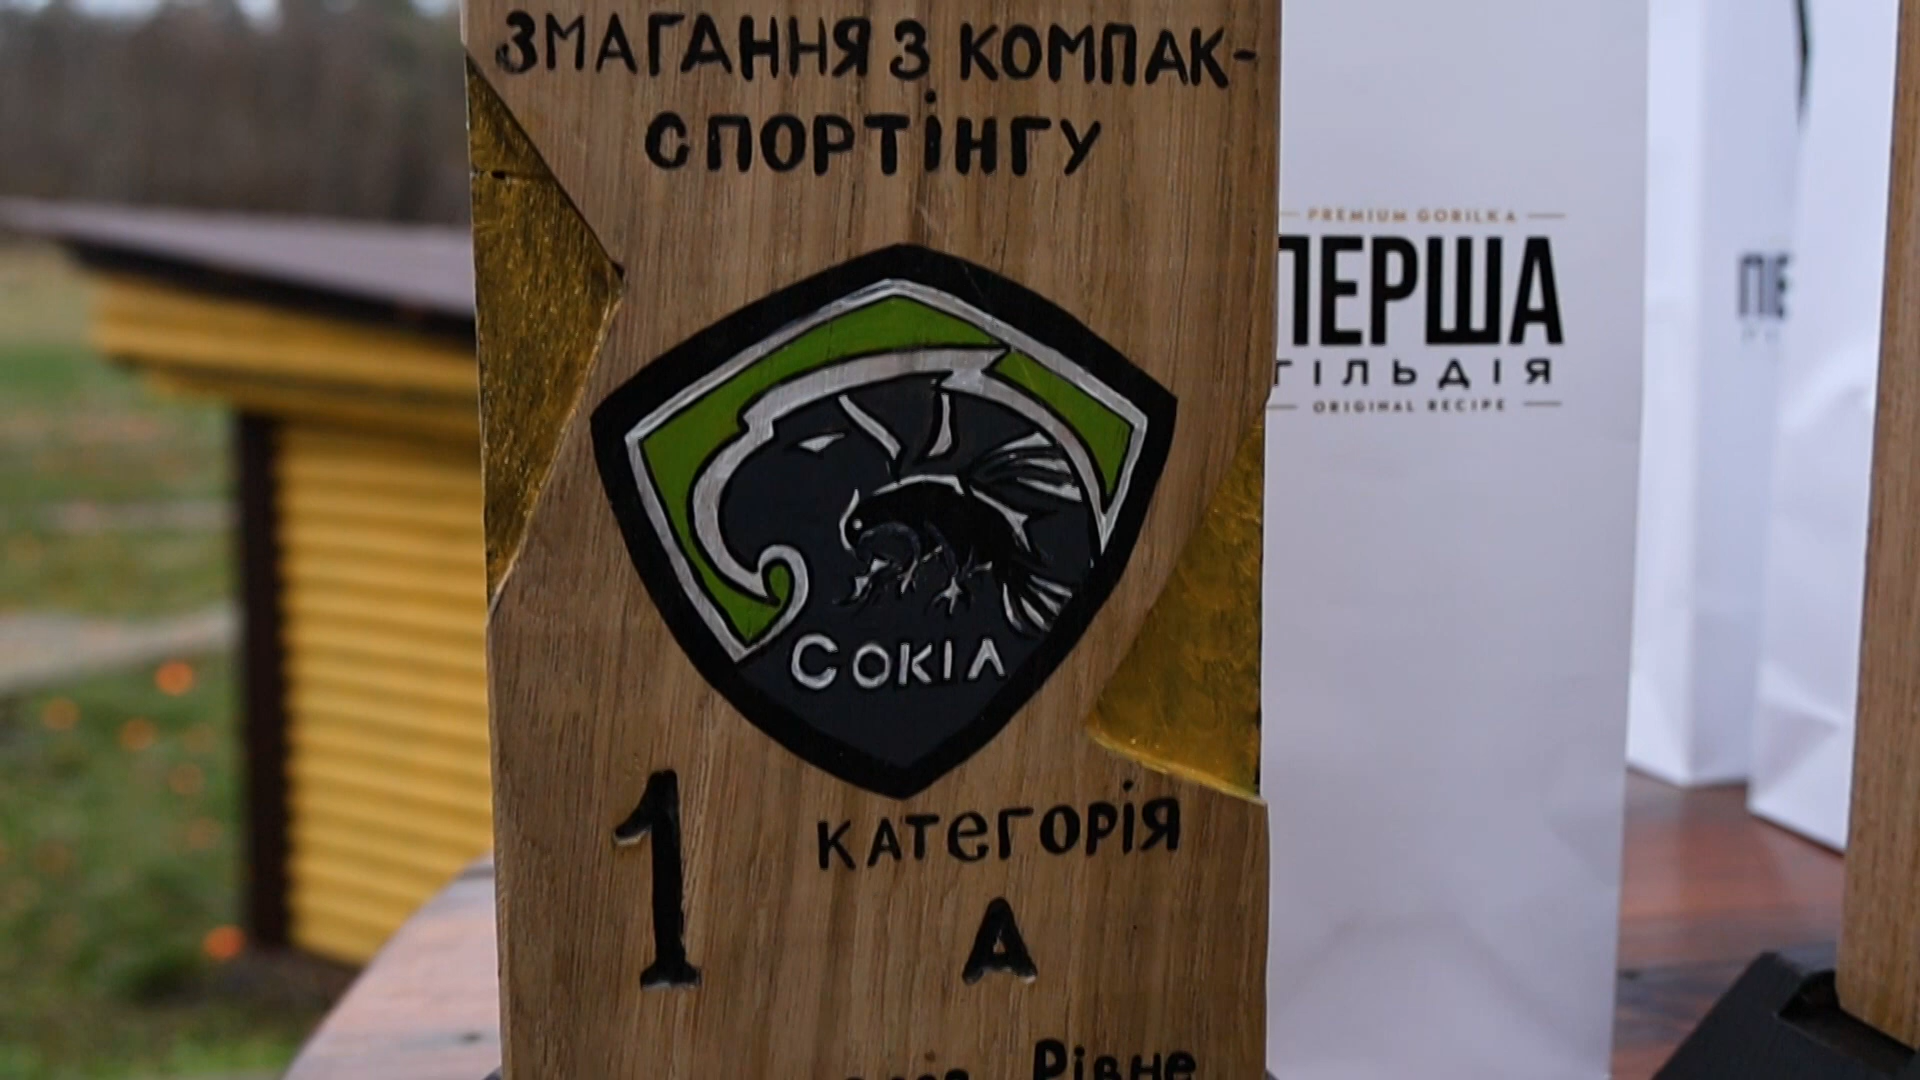 ЗМАГАННЯ З КОМПАК-
СПОРТІНГУ
СОКІЛ
1 КАТЕГОРІЯ
А
Рівне
PREMIUM GORILKA
ПЕРША
ГІЛЬДІЯ
ORIGINAL RECIPE